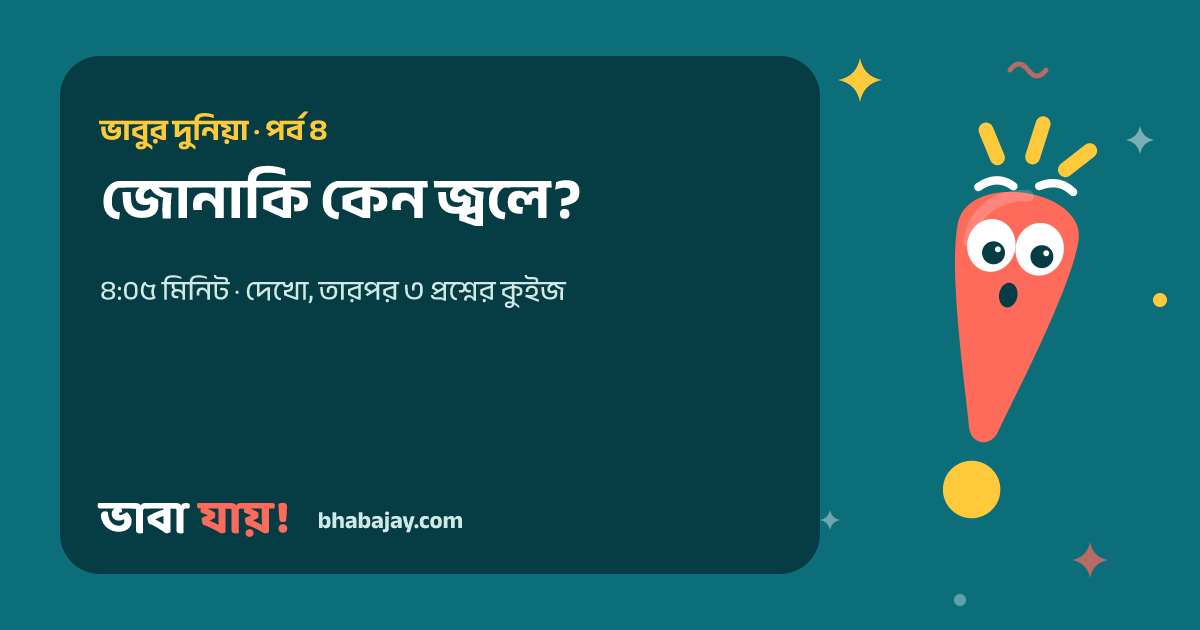 ভাবুর দুনিয়া · পর্ব ৪
জোনাকি কেন জ্বলে?
৪:০৫ মিনিট · দেখো, তারপর ৩ প্রশ্নের কুইজ
ভাবা যায়! bhabajay.com